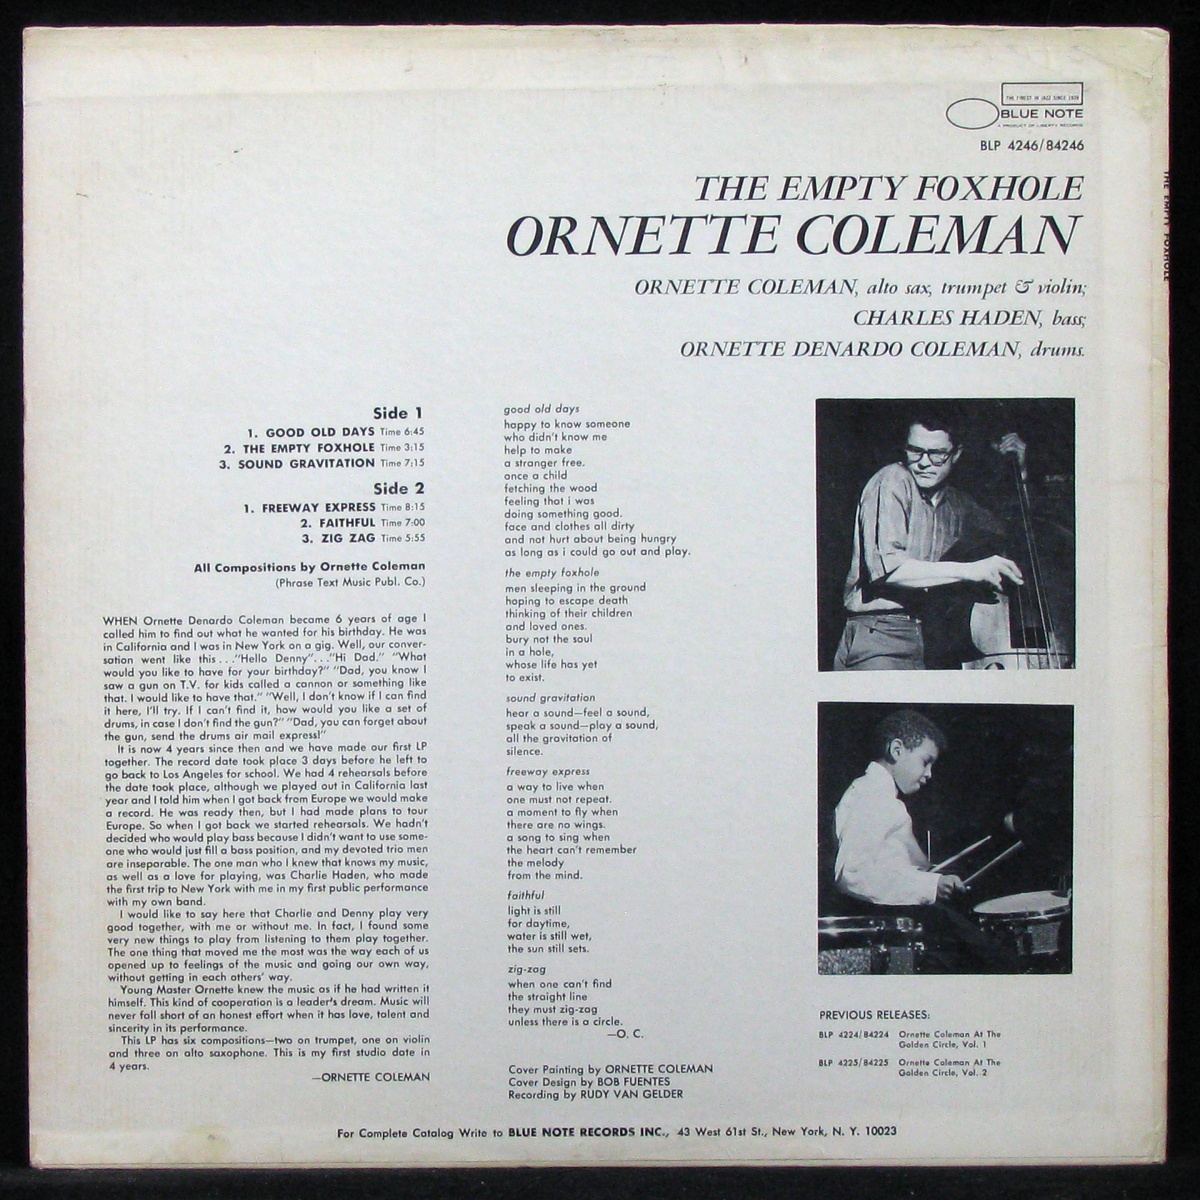 THE FINEST IN JAZZ SINCE 1939
BLUE NOTE
A PRODUCT OF LIBERTY RECORDS
BLP 4246/84246
THE EMPTY FOXHOLE
ORNETTE COLEMAN
ORNETTE COLEMAN, alto sax, trumpet & violin;
CHARLES HADEN, bass;
ORNETTE DENARDO COLEMAN, drums.
THE EMPTY FOXHOLE
Side 1
1. GOOD OLD DAYS Time 6:45
2. THE EMPTY FOXHOLE Time 3:15
3. SOUND GRAVITATION Time 7:15
Side 2
1. FREEWAY EXPRESS Time 8:15
2. FAITHFUL Time 7:00
3. ZIG ZAG Time 5:55
All Compositions by Ornette Coleman
(Phrase Text Music Publ. Co.)
WHEN Ornette Denardo Coleman became 6 years of age I
called him to find out what he wanted for his birthday. He was
in California and I was in New York on a gig. Well, our conver-
sation went like this . . ."Hello Denny". . ."Hi Dad." "What
would you like to have for your birthday?" "Dad, you know I
saw a gun on T.V. for kids called a cannon or something like
that. I would like to have that." "Well, I don't know if I can find
it here, I'll try. If I can't find it, how would you like a set of
drums, in case I don't find the gun?" "Dad, you can forget about
the gun, send the drums air mail express!"
It is now 4 years since then and we have made our first LP
together. The record date took place 3 days before he left to
go back to Los Angeles for school. We had 4 rehearsals before
the date took place, although we played out in California last
year and I told him when I got back from Europe we would make
a record. He was ready then, but I had made plans to tour
Europe. So when I got back we started rehearsals. We hadn't
decided who would play bass because I didn't want to use some-
one who would just fill a bass position, and my devoted trio men
are inseparable. The one man who I knew that knows my music,
as well as a love for playing, was Charlie Haden, who made
the first trip to New York with me in my first public performance
with my own band.
I would like to say here that Charlie and Denny play very
good together, with me or without me. In fact, I found some
very new things to play from listening to them play together.
The one thing that moved me the most was the way each of us
opened up to feelings of the music and going our own way,
without getting in each others' way.
Young Master Ornette knew the music as if he had written it
himself. This kind of cooperation is a leader's dream. Music will
never fall short of an honest effort when it has love, talent and
sincerity in its performance.
This LP has six compositions—two on trumpet, one on violin
and three on alto saxophone. This is my first studio date in
4 years.
—ORNETTE COLEMAN
good old days
happy to know someone
who didn't know me
help to make
a stranger free.
once a child
fetching the wood
feeling that i was
doing something good.
face and clothes all dirty
and not hurt about being hungry
as long as i could go out and play.
the empty foxhole
men sleeping in the ground
hoping to escape death
thinking of their children
and loved ones.
bury not the soul
in a hole,
whose life has yet
to exist.
sound gravitation
hear a sound—feel a sound,
speak a sound—play a sound,
all the gravitation of
silence.
freeway express
a way to live when
one must not repeat.
a moment to fly when
there are no wings.
a song to sing when
the heart can't remember
the melody
from the mind.
faithful
light is still
for daytime,
water is still wet,
the sun still sets.
zig-zag
when one can't find
the straight line
they must zig-zag
unless there is a circle.
—O. C.
Cover Painting by ORNETTE COLEMAN
Cover Design by BOB FUENTES
Recording by RUDY VAN GELDER
PREVIOUS RELEASES:
BLP 4224/84224 Ornette Coleman At The
Golden Circle, Vol. 1
BLP 4225/84225 Ornette Coleman At The
Golden Circle, Vol. 2
For Complete Catalog Write to BLUE NOTE RECORDS INC., 43 West 61st St., New York, N. Y. 10023